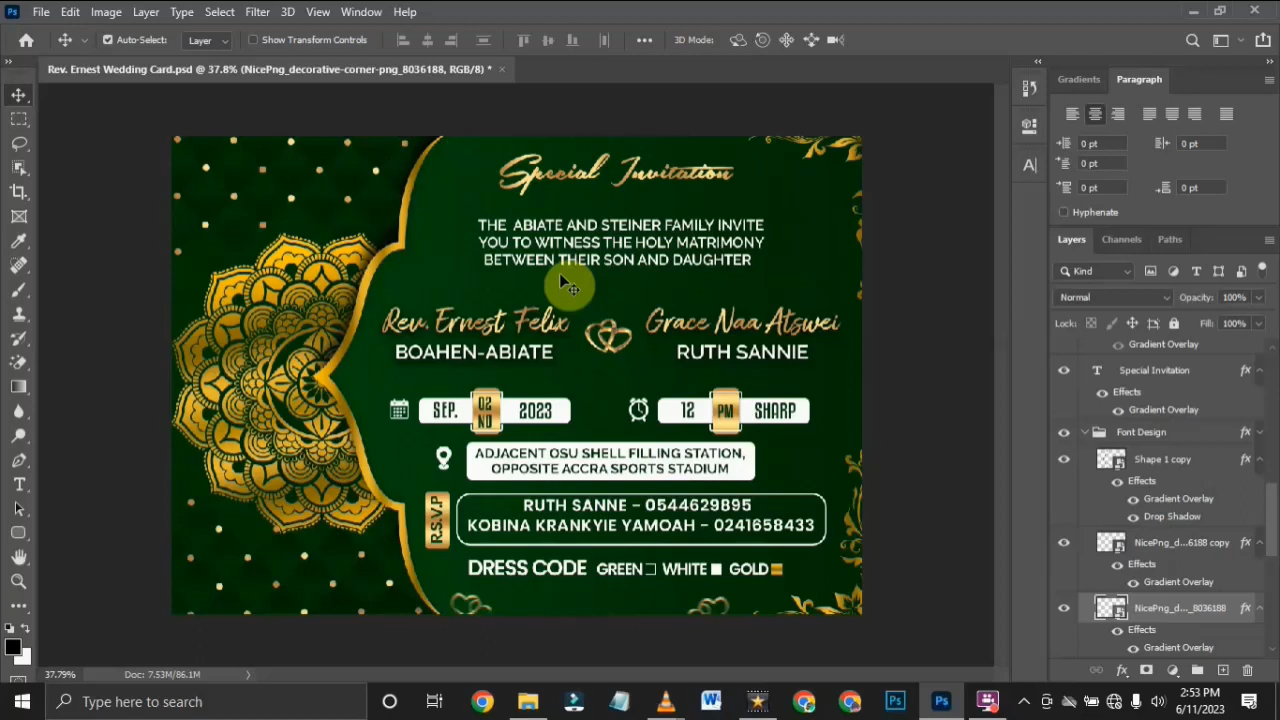 Ps File Edit Image Layer Type Select Filter 3D View Window Help
Auto-Select: Layer Show Transform Controls 3D Mode:
Rev. Ernest Wedding Card.psd @ 37.8% (NicePng_decorative-corner-png_8036188, RGB/8) *
Gradients Paragraph
0 pt 0 pt
0 pt
0 pt 0 pt
Hyphenate
Layers Channels Paths
Kind
Normal Opacity: 100%
Lock: Fill: 100%
Gradient Overlay
T Special Invitation fx
Effects
Gradient Overlay
Font Design fx
Shape 1 copy fx
Effects
Gradient Overlay
Drop Shadow
NicePng_d...6188 copy fx
Effects
Gradient Overlay
NicePng_d..._8036188 fx
Effects
Gradient Overlay
Special Invitation
THE ABIATE AND STEINER FAMILY INVITE
YOU TO WITNESS THE HOLY MATRIMONY
BETWEEN THEIR SON AND DAUGHTER
Rev. Ernest Felix
BOAHEN-ABIATE
Grace Naa Atswei
RUTH SANNIE
SEP. 02 ND 2023
12 PM SHARP
ADJACENT OSU SHELL FILLING STATION,
OPPOSITE ACCRA SPORTS STADIUM
R.S.V.P
RUTH SANNE - 0544629895
KOBINA KRANKYIE YAMOAH - 0241658433
DRESS CODE GREEN WHITE GOLD
37.79% Doc: 7.53M/86.1M
Type here to search
2:53 PM
6/11/2023